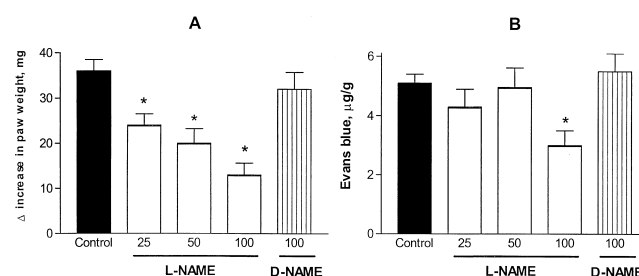 A
B
Δ increase in paw weight, mg
40
30
20
10
0
*
*
*
Control
25
50
100
100
L-NAME
D-NAME
Evans blue, µg/g
6
4
2
0
*
Control
25
50
100
100
L-NAME
D-NAME